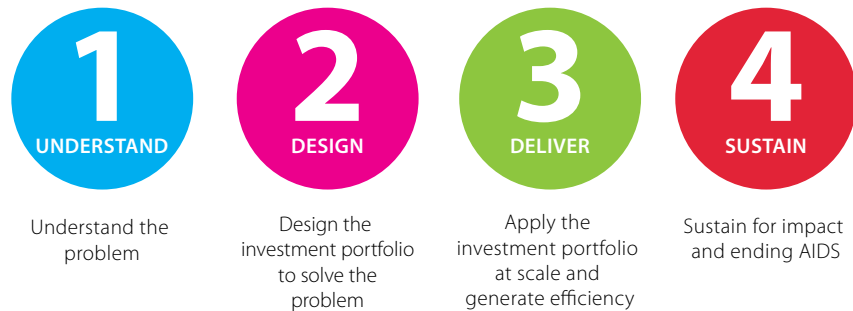 1
UNDERSTAND
Understand the
problem
2
DESIGN
Design the
investment portfolio
to solve the
problem
3
DELIVER
Apply the
investment portfolio
at scale and
generate efficiency
4
SUSTAIN
Sustain for impact
and ending AIDS